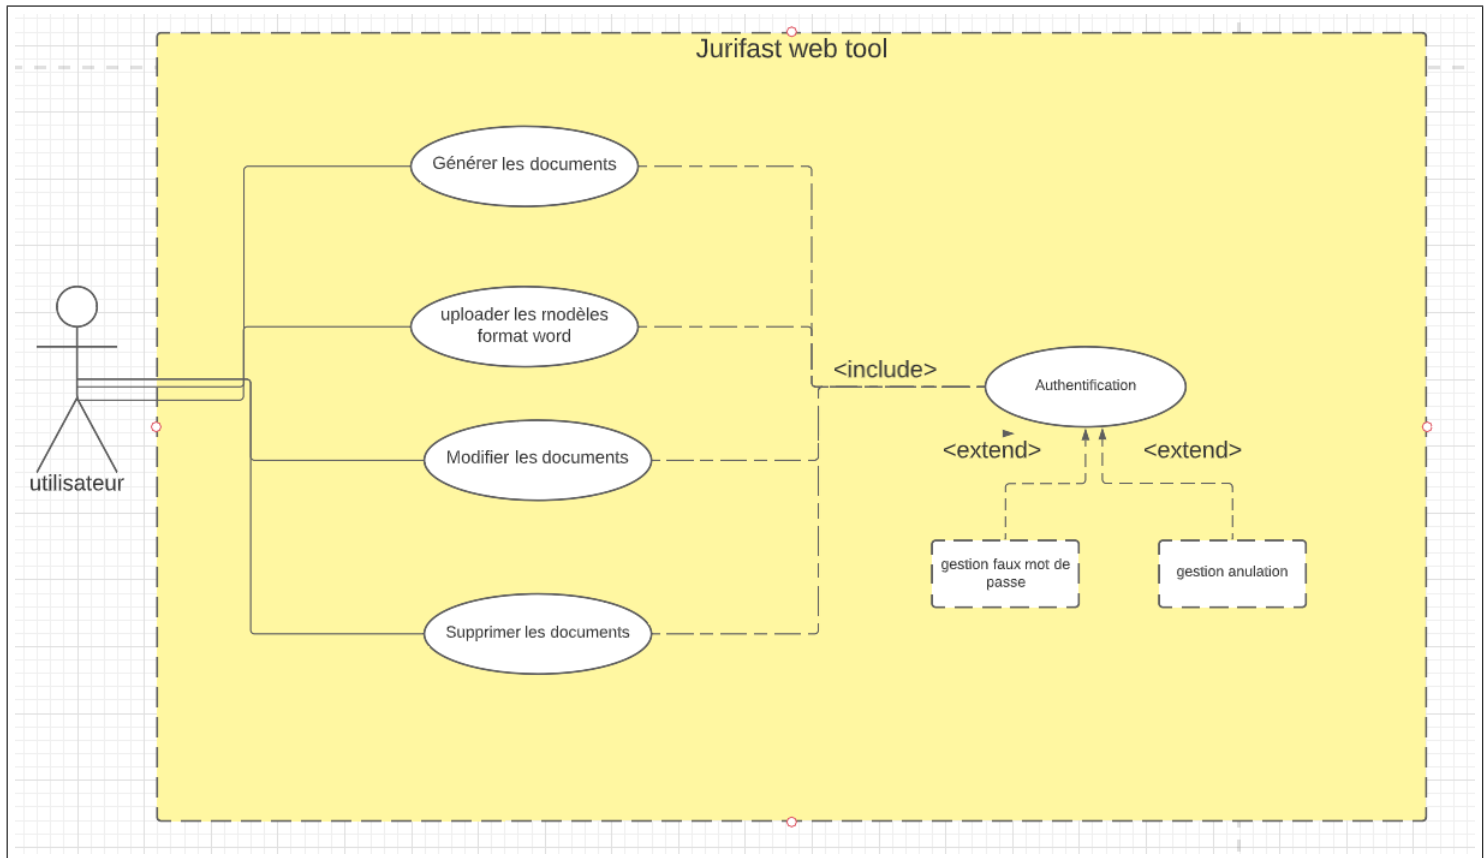 Jurifast web tool
Générer les documents
uploader les modèles
format word
<include>
Authentification
Modifier les documents
<extend>
<extend>
utilisateur
gestion faux mot de
passe
gestion anulation
Supprimer les documents